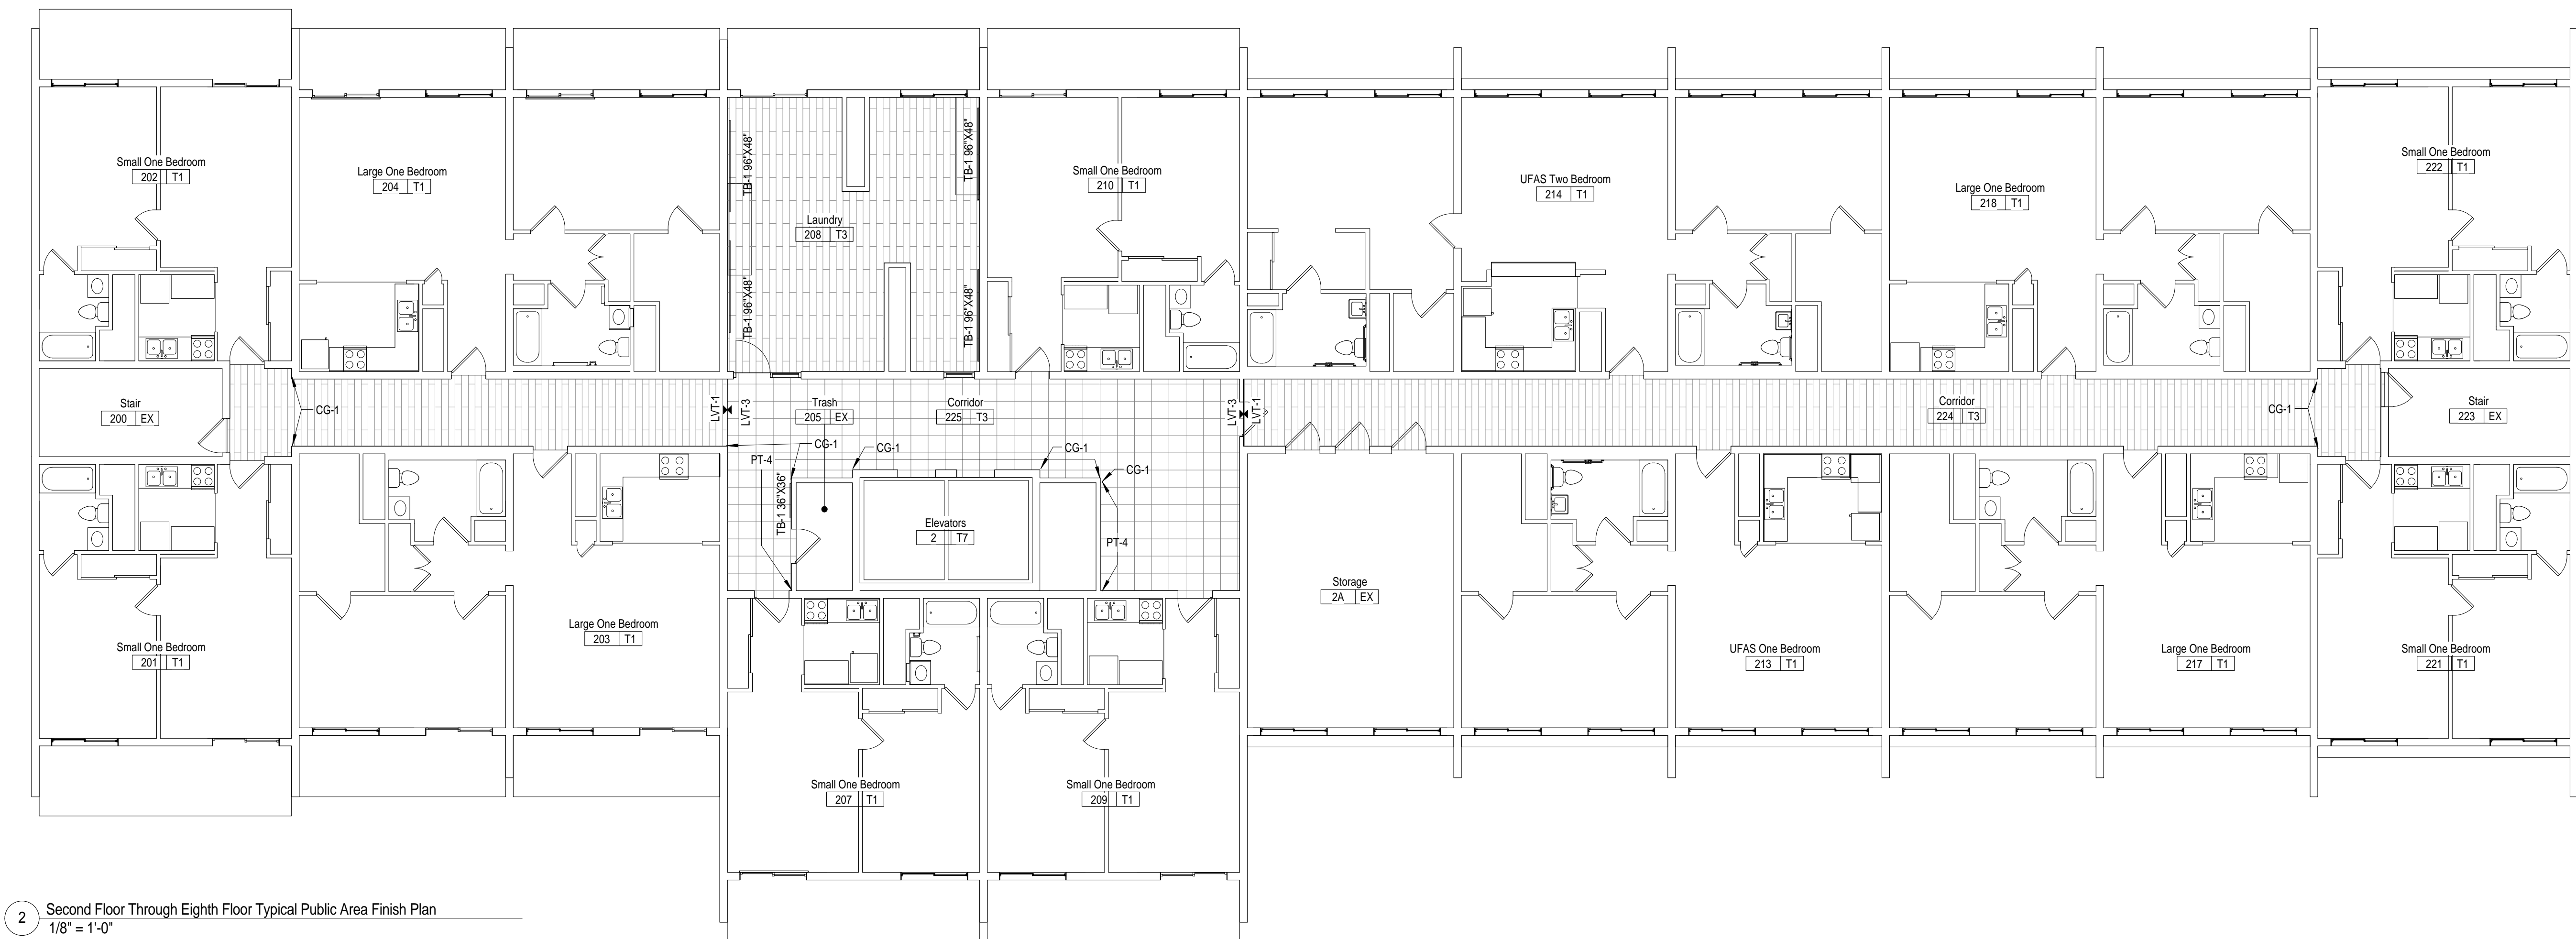 Small One Bedroom
202 T1
Large One Bedroom
204 T1
TB-1 96"X48"
TB-1 96"X48"
Laundry
208 T3
TB-1 96"X48"
TB-1 96"X48"
Small One Bedroom
210 T1
UFAS Two Bedroom
214 T1
Large One Bedroom
218 T1
Small One Bedroom
222 T1
Stair
200 EX
CG-1
LVT-1
LVT-3
Trash
205 EX
Corridor
225 T3
LVT-3
LVT-1
Corridor
224 T3
CG-1
Stair
223 EX
CG-1
CG-1
CG-1
CG-1
PT-4
TB-1 36"X36"
Elevators
2 T7
PT-4
Storage
2A EX
Small One Bedroom
201 T1
Large One Bedroom
203 T1
UFAS One Bedroom
213 T1
Large One Bedroom
217 T1
Small One Bedroom
221 T1
Small One Bedroom
207 T1
Small One Bedroom
209 T1
2 Second Floor Through Eighth Floor Typical Public Area Finish Plan
1/8" = 1'-0"